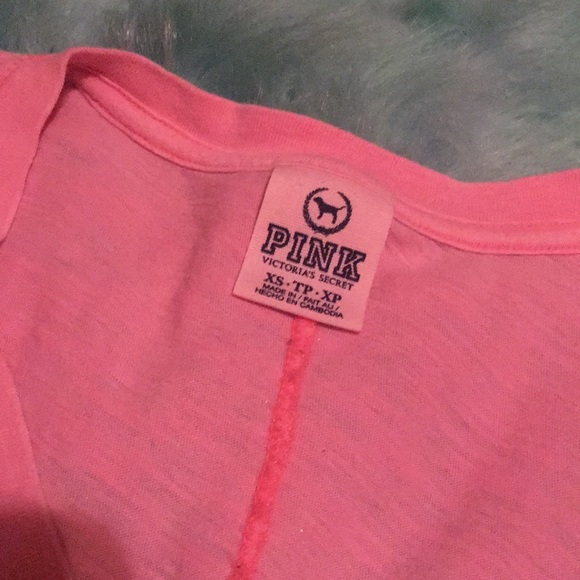 PINK
VICTORIA'S SECRET
XS · TP · XP
MADE IN / FAIT AU /
HECHO EN CAMBODIA